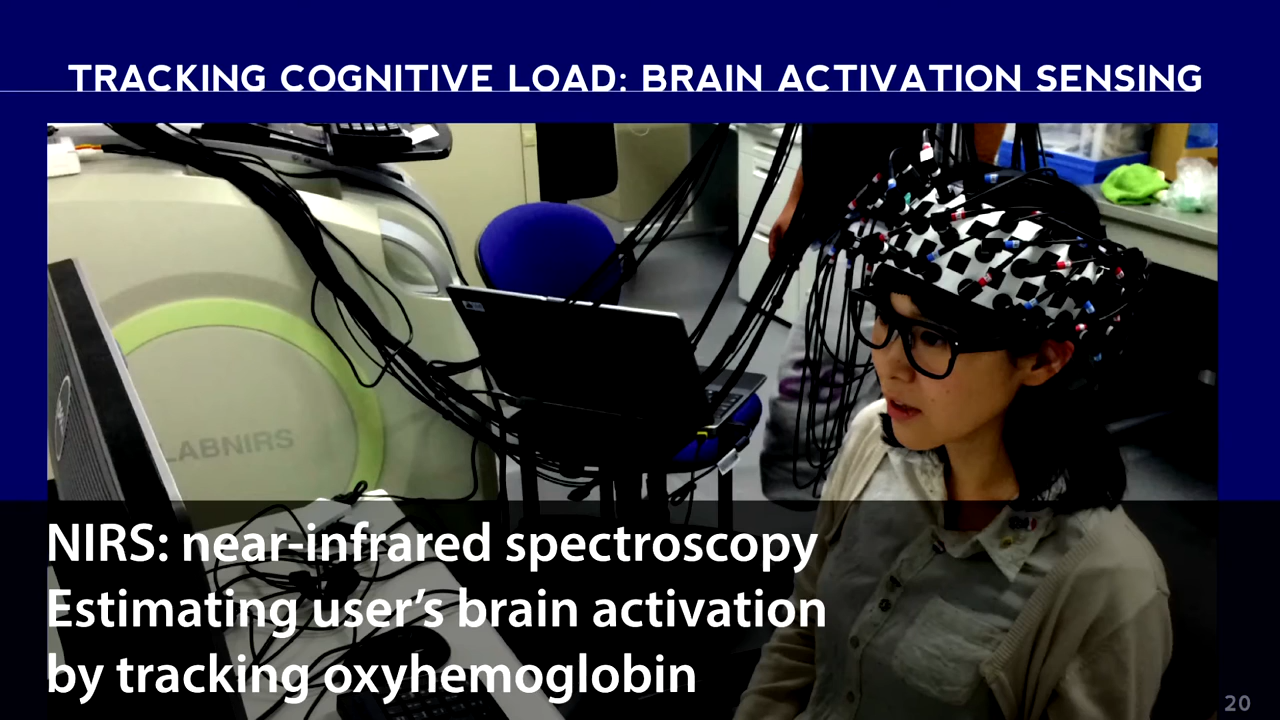 TRACKING COGNITIVE LOAD: BRAIN ACTIVATION SENSING
LABNIRS
NIRS: near-infrared spectroscopy
Estimating user’s brain activation
by tracking oxyhemoglobin
20